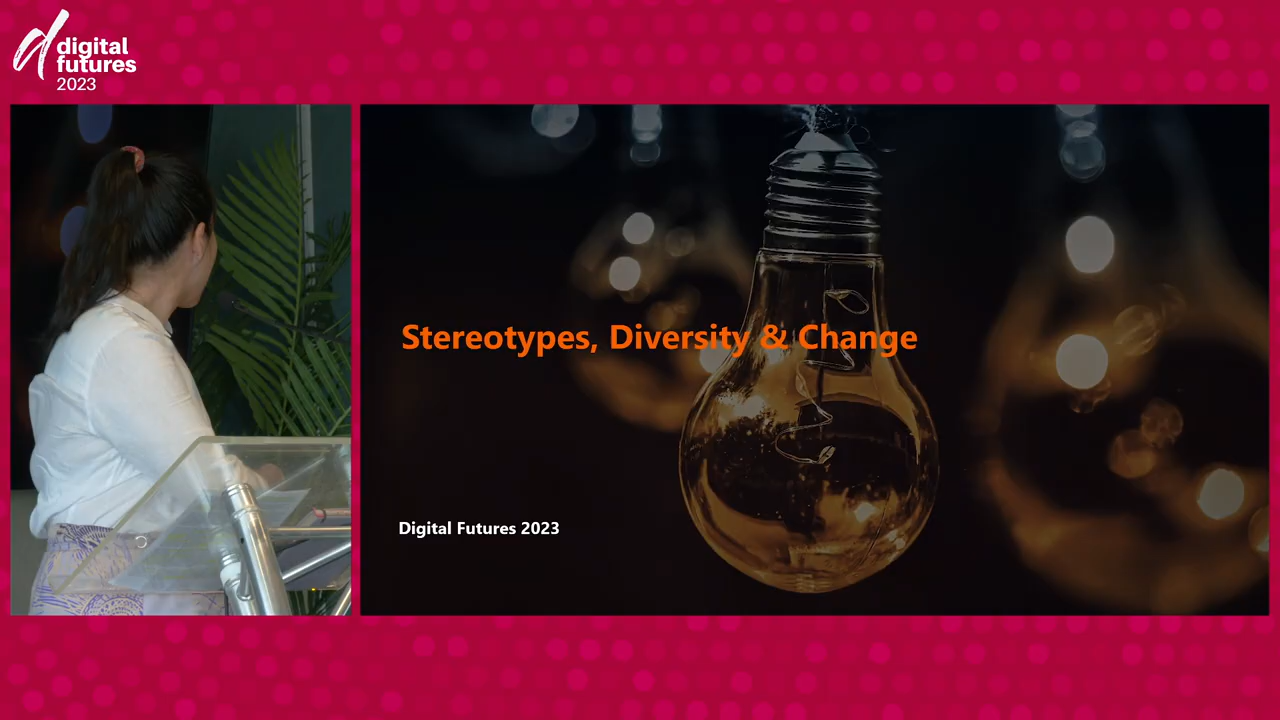 digital
futures
2023
Stereotypes, Diversity & Change
Digital Futures 2023